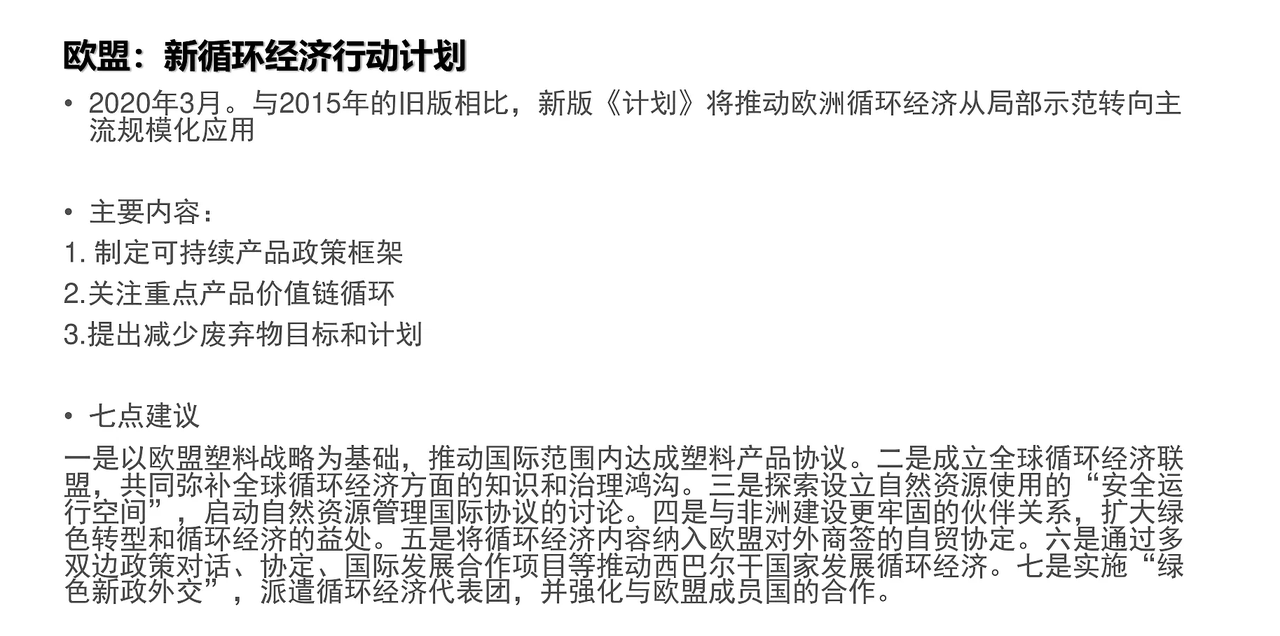 欧盟：新循环经济行动计划
• 2020年3月。与2015年的旧版相比，新版《计划》将推动欧洲循环经济从局部示范转向主
流规模化应用
• 主要内容：
1. 制定可持续产品政策框架
2.关注重点产品价值链循环
3.提出减少废弃物目标和计划
• 七点建议
一是以欧盟塑料战略为基础，推动国际范围内达成塑料产品协议。二是成立全球循环经济联
盟，共同弥补全球循环经济方面的知识和治理鸿沟。三是探索设立自然资源使用的“安全运
行空间”，启动自然资源管理国际协议的讨论。四是与非洲建设更牢固的伙伴关系，扩大绿
色转型和循环经济的益处。五是将循环经济内容纳入欧盟对外商签的自贸协定。六是通过多
双边政策对话、协定、国际发展合作项目等推动西巴尔干国家发展循环经济。七是实施“绿
色新政外交”，派遣循环经济代表团，并强化与欧盟成员国的合作。